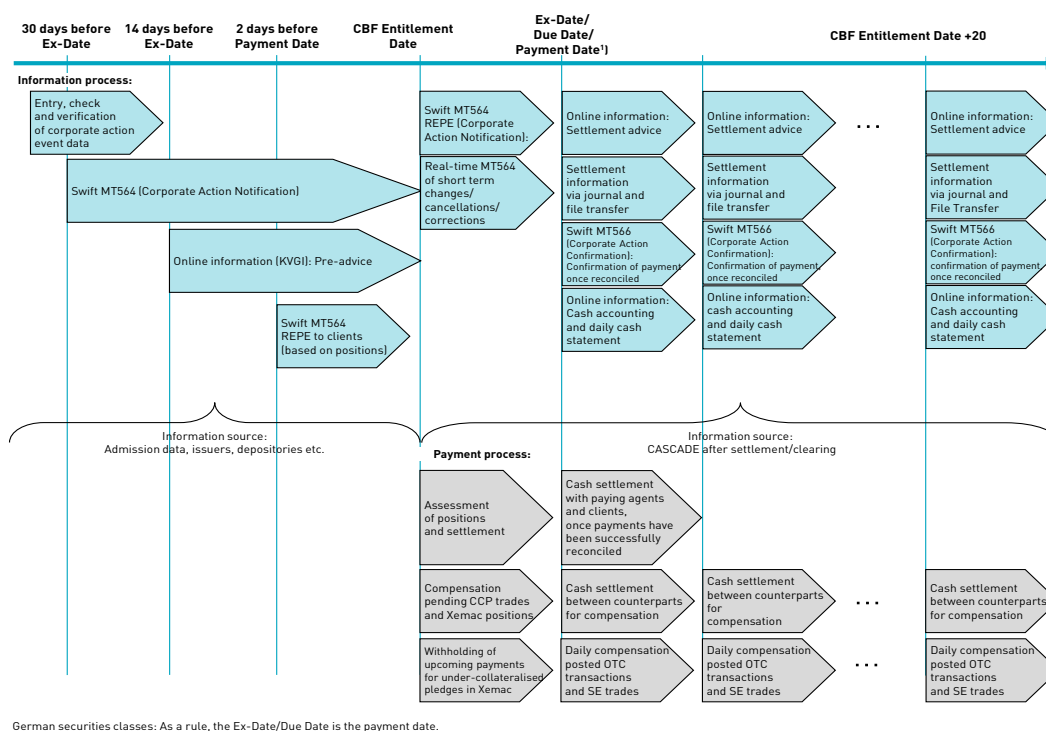 30 days before
Ex-Date
14 days before
Ex-Date
2 days before
Payment Date
CBF Entitlement
Date
Ex-Date/
Due Date/
Payment Date¹)
CBF Entitlement Date +20
Information process:
Entry, check
and verification
of corporate action
event data
Swift MT564 (Corporate Action Notification)
Online information (KVGI): Pre-advice
Swift MT564
REPE to clients
(based on positions)
Swift MT564
REPE (Corporate
Action Notification):
Real-time MT564
of short term
changes/
cancellations/
corrections
Online information:
Settlement advice
Settlement
information
via journal and
file transfer
Swift MT566
(Corporate Action
Confirmation):
Confirmation of payment
once reconciled
Online information:
Cash accounting
and daily cash
statement
Online information:
Settlement advice
Settlement
information
via journal and
file transfer
Swift MT566
(Corporate Action
Confirmation):
Confirmation of payment,
once reconciled
Online information:
cash accounting
and daily cash
statement
...
Online information:
Settlement advice
Settlement
information
via journal and
File Transfer
Swift MT566
(Corporate Action
Confirmation):
confirmation of payment,
once reconciled
Online information:
Cash accounting
and daily cash
statement
Information source:
Admission data, issuers, depositories etc.
Information source:
CASCADE after settlement/clearing
Payment process:
Assessment
of positions
and settlement
Cash settlement
with paying agents
and clients,
once payments have
been successfully
reconciled
Compensation
pending CCP trades
and Xemac positions
Cash settlement
between counterparts
for compensation
Cash settlement
between counterparts
for
compensation
...
Cash settlement
between counterparts
for compensation
Withholding of
upcoming payments
for under-collateralised
pledges in Xemac
Daily compensation
posted OTC
transactions
and SE trades
Daily compensation
posted OTC
transactions
and SE trades
...
Daily compensation
posted OTC
transactions
and SE trades
German securities classes: As a rule, the Ex-Date/Due Date is the payment date.